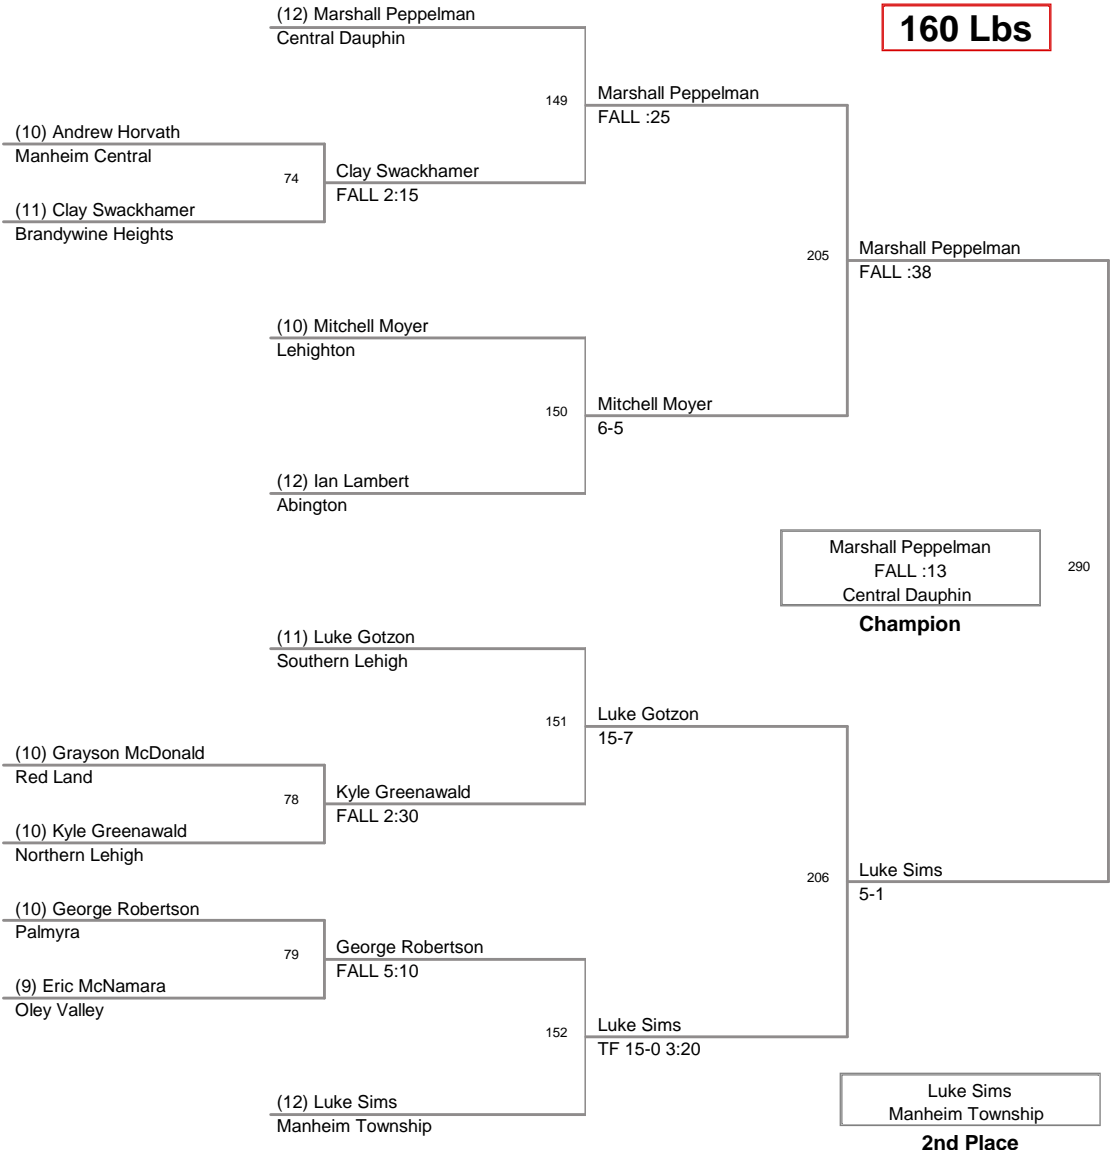 (12) Marshall Peppelman
Central Dauphin
160 Lbs
149
Marshall Peppelman
FALL :25
(10) Andrew Horvath
Manheim Central
74
Clay Swackhamer
FALL 2:15
(11) Clay Swackhamer
Brandywine Heights
205
Marshall Peppelman
FALL :38
(10) Mitchell Moyer
Lehighton
150
Mitchell Moyer
6-5
(12) Ian Lambert
Abington
Marshall Peppelman
FALL :13
Central Dauphin
Champion
290
(11) Luke Gotzon
Southern Lehigh
151
Luke Gotzon
15-7
(10) Grayson McDonald
Red Land
78
Kyle Greenawald
FALL 2:30
(10) Kyle Greenawald
Northern Lehigh
206
Luke Sims
5-1
(10) George Robertson
Palmyra
79
George Robertson
FALL 5:10
(9) Eric McNamara
Oley Valley
152
Luke Sims
TF 15-0 3:20
(12) Luke Sims
Manheim Township
Luke Sims
Manheim Township
2nd Place